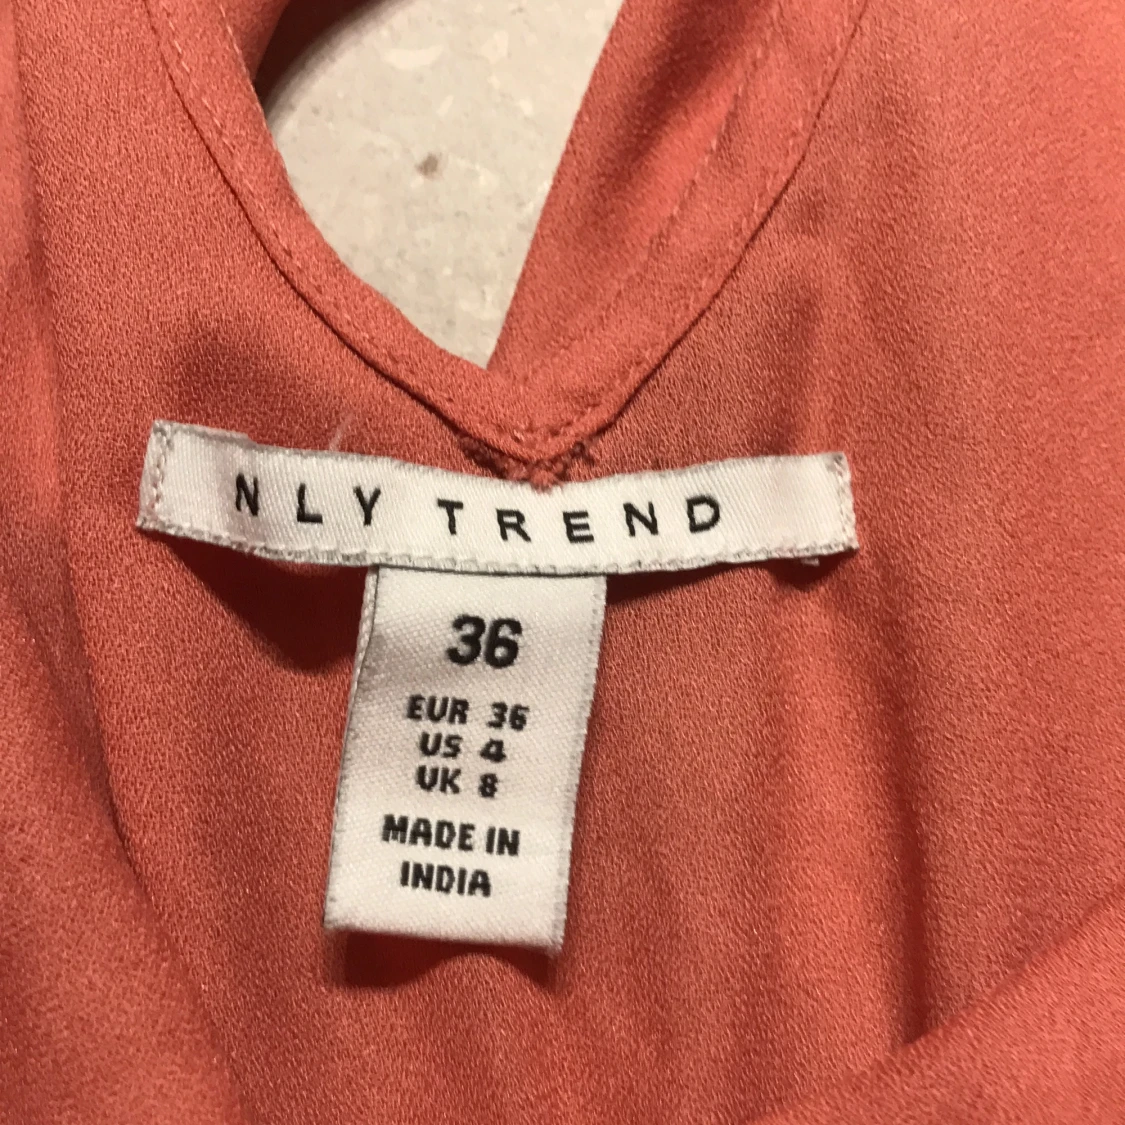 NLY TREND
36
EUR 36
US 4
UK 8
MADE IN
INDIA